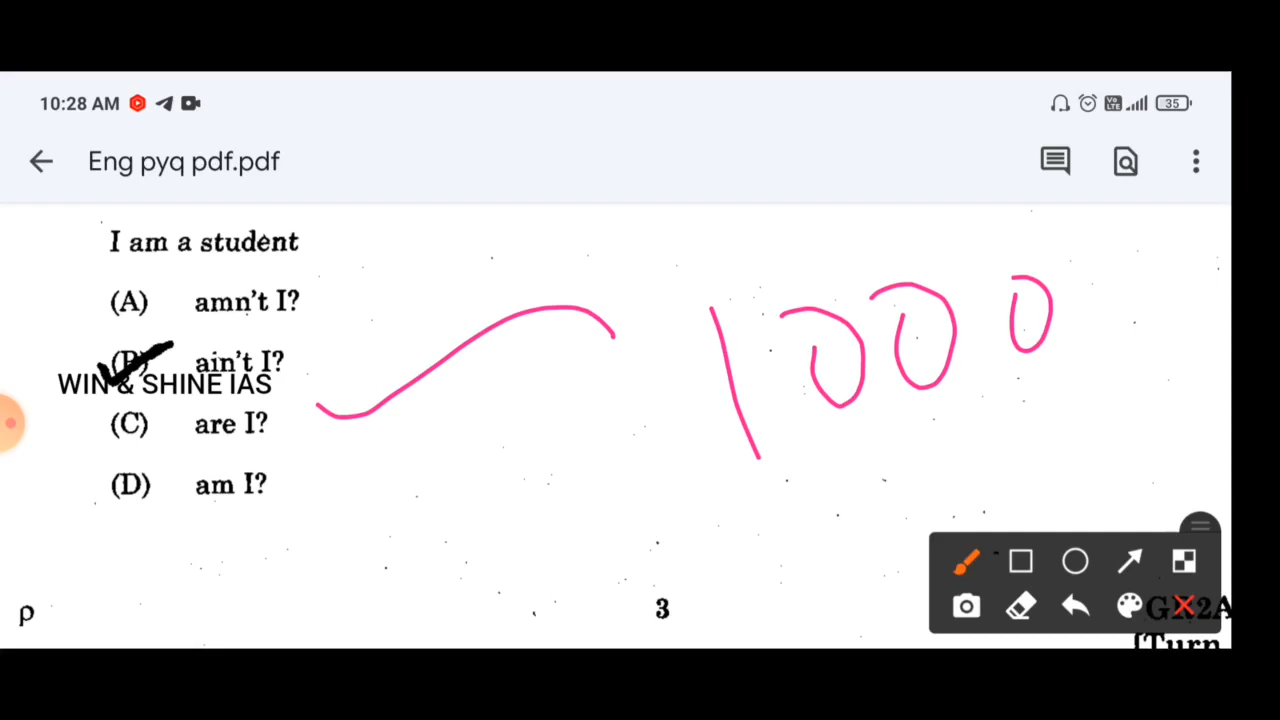 10:28 AM 35
Eng pyq pdf.pdf
I am a student
(A) amn't I?
(B) ain't I?
WIN & SHINE IAS
(C) are I?
(D) am I?
1000
ρ 3
[Turn